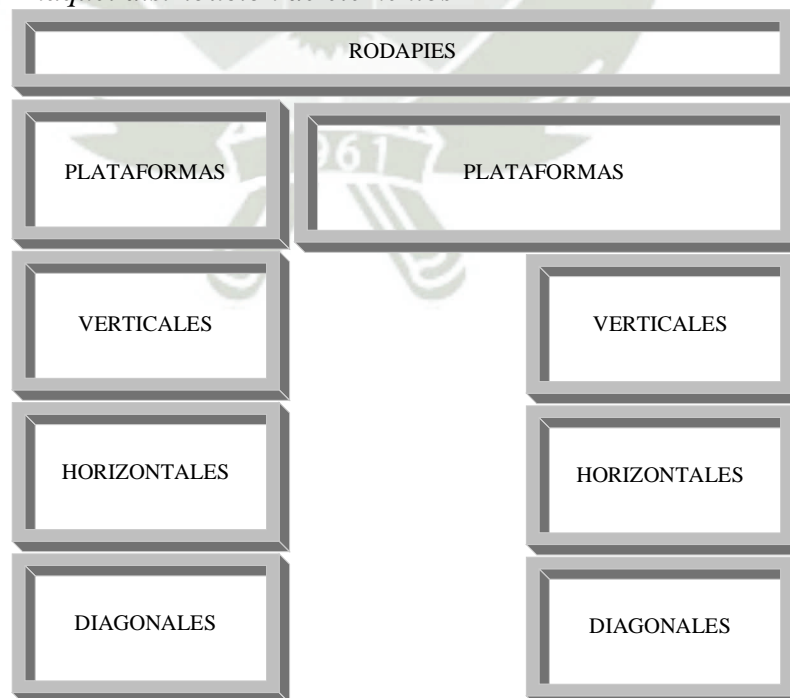 RODAPIES
PLATAFORMAS PLATAFORMAS
VERTICALES VERTICALES
HORIZONTALES HORIZONTALES
DIAGONALES DIAGONALES